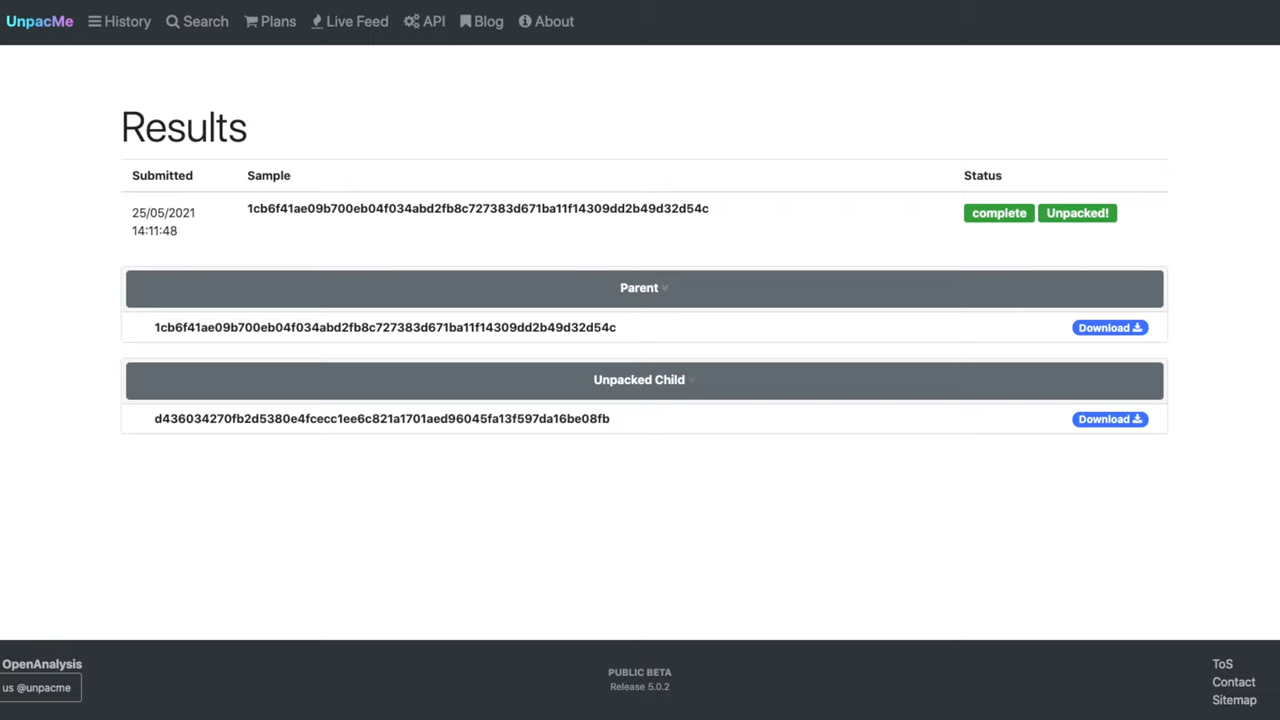 UnpacMe History Search Plans Live Feed API Blog About
Results
Submitted Sample Status
25/05/2021 1cb6f41ae09b700eb04f034abd2fb8c727383d671ba11f14309dd2b49d32d54c complete Unpacked!
14:11:48
Parent
1cb6f41ae09b700eb04f034abd2fb8c727383d671ba11f14309dd2b49d32d54c Download
Unpacked Child
d436034270fb2d5380e4fcecc1ee6c821a1701aed96045fa13f597da16be08fb Download
OpenAnalysis PUBLIC BETA ToS
us @unpacme Release 5.0.2 Contact
Sitemap